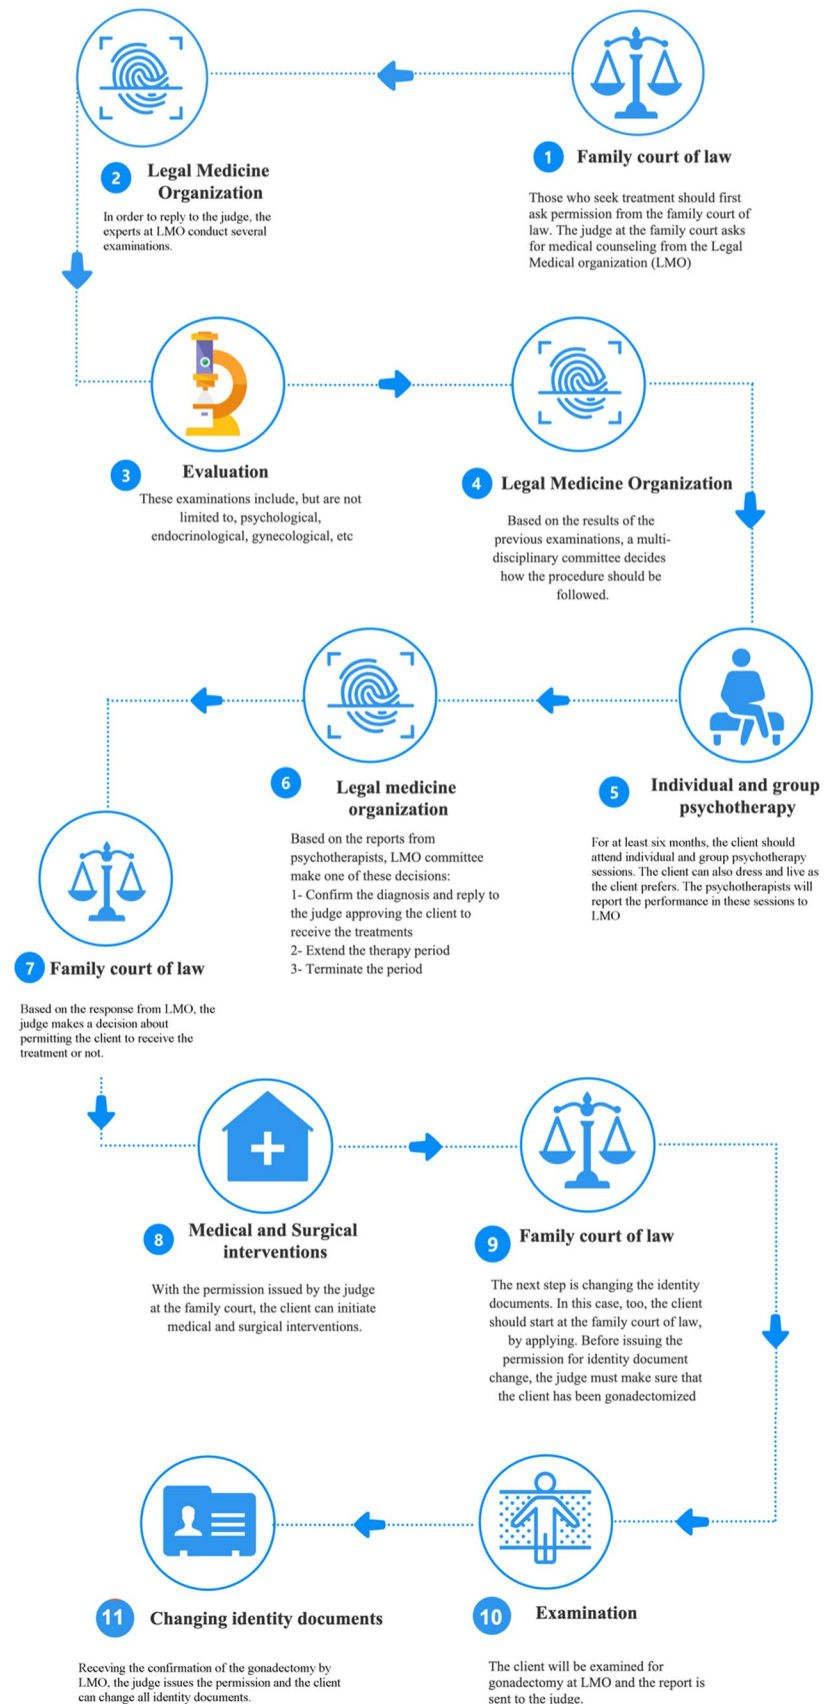 1 Family court of law
Those who seek treatment should first
ask permission from the family court of
law. The judge at the family court asks
for medical counseling from the Legal
Medical organization (LMO)
2 Legal Medicine
Organization
In order to reply to the judge, the
experts at LMO conduct several
examinations.
3 Evaluation
These examinations include, but are not
limited to, psychological,
endocrinological, gynecological, etc
4 Legal Medicine Organization
Based on the results of the
previous examinations, a multi-
disciplinary committee decides
how the procedure should be
followed.
5 Individual and group
psychotherapy
For at least six months, the client should
attend individual and group psychotherapy
sessions. The client can also dress and live as
the client prefers. The psychotherapists will
report the performance in these sessions to
LMO
6 Legal medicine
organization
Based on the reports from
psychotherapists, LMO committee
make one of these decisions:
1- Confirm the diagnosis and reply to
the judge approving the client to
receive the treatments
2- Extend the therapy period
3- Terminate the period
7 Family court of law
Based on the response from LMO, the
judge makes a decision about
permitting the client to receive the
treatment or not.
8 Medical and Surgical
interventions
With the permission issued by the judge
at the family court, the client can initiate
medical and surgical interventions.
9 Family court of law
The next step is changing the identity
documents. In this case, too, the client
should start at the family court of law,
by applying. Before issuing the
permission for identity document
change, the judge must make sure that
the client has been gonadectomized
10 Examination
The client will be examined for
gonadectomy at LMO and the report is
sent to the judge.
11 Changing identity documents
Receving the confirmation of the gonadectomy by
LMO, the judge issues the permission and the client
can change all identity documents.